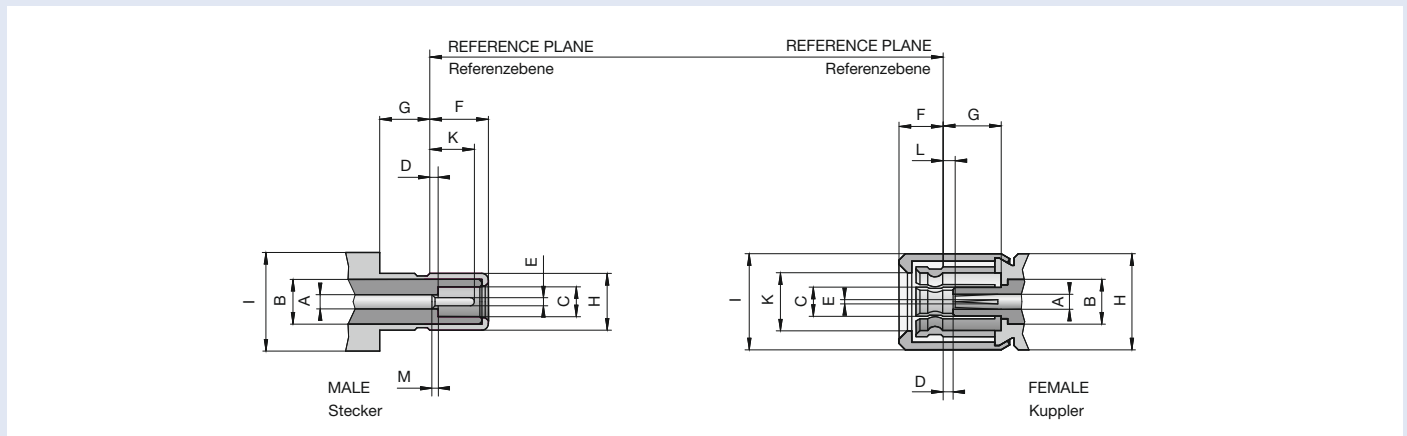 REFERENCE PLANE
Referenzebene
REFERENCE PLANE
Referenzebene
G
F
K
D
E
I
B
A
C
H
M
MALE
Stecker
F
G
L
I
K
C
E
A
B
H
D
FEMALE
Kuppler